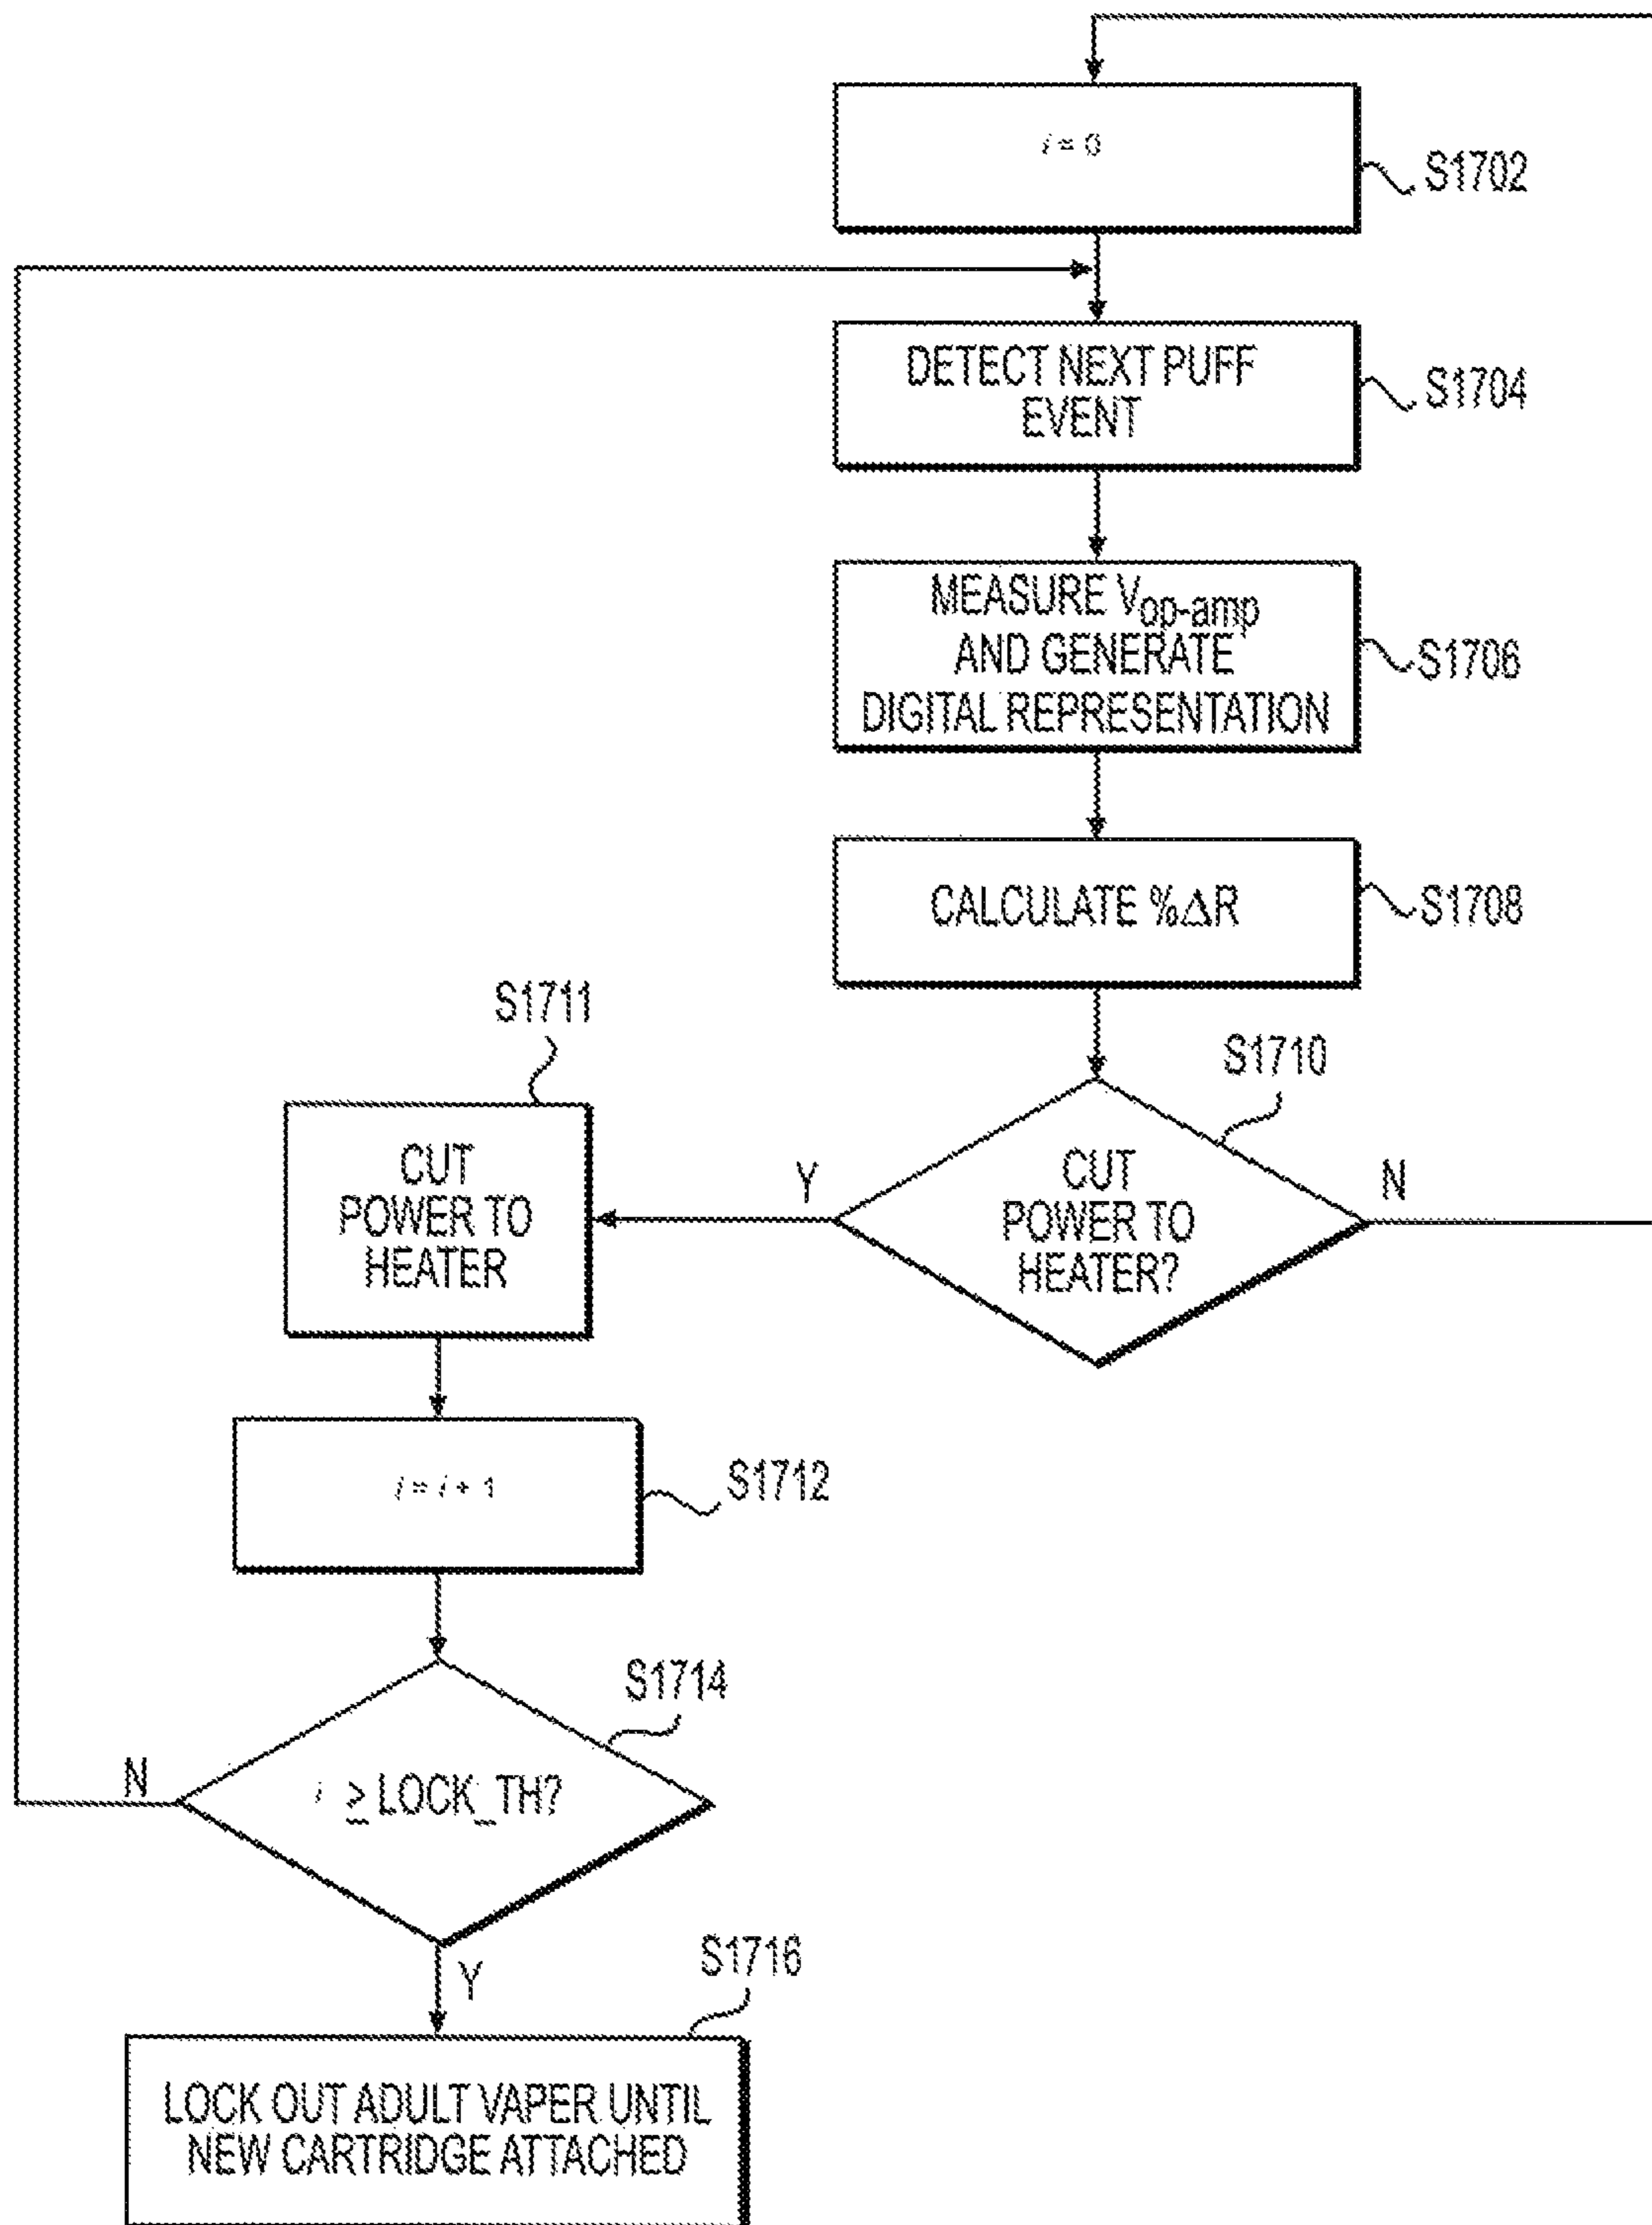 i = 0
S1702
DETECT NEXT PUFF
EVENT
S1704
MEASURE Vop-amp
AND GENERATE
DIGITAL REPRESENTATION
S1706
CALCULATE %ΔR
S1708
S1711
S1710
CUT
POWER TO
HEATER
Y
CUT
POWER TO
HEATER?
N
i = i + 1
S1712
S1714
N
i ≥ LOCK_TH?
Y
S1716
LOCK OUT ADULT VAPER UNTIL
NEW CARTRIDGE ATTACHED